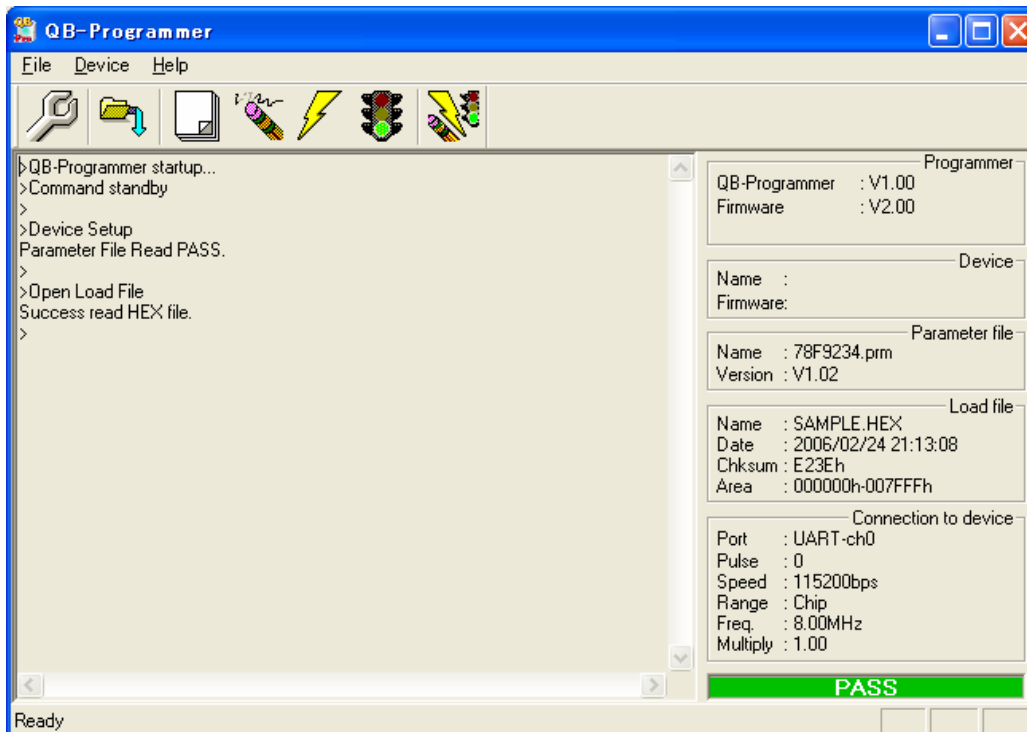 QB-Programmer
File Device Help
>QB-Programmer startup...
>Command standby
>
>Device Setup
Parameter File Read PASS.
>
>Open Load File
Success read HEX file.
>
Programmer
QB-Programmer : V1.00
Firmware : V2.00
Device
Name :
Firmware:
Parameter file
Name : 78F9234.prm
Version : V1.02
Load file
Name : SAMPLE.HEX
Date : 2006/02/24 21:13:08
Chksum : E23Eh
Area : 000000h-007FFFh
Connection to device
Port : UART-ch0
Pulse : 0
Speed : 115200bps
Range : Chip
Freq. : 8.00MHz
Multiply : 1.00
PASS
Ready